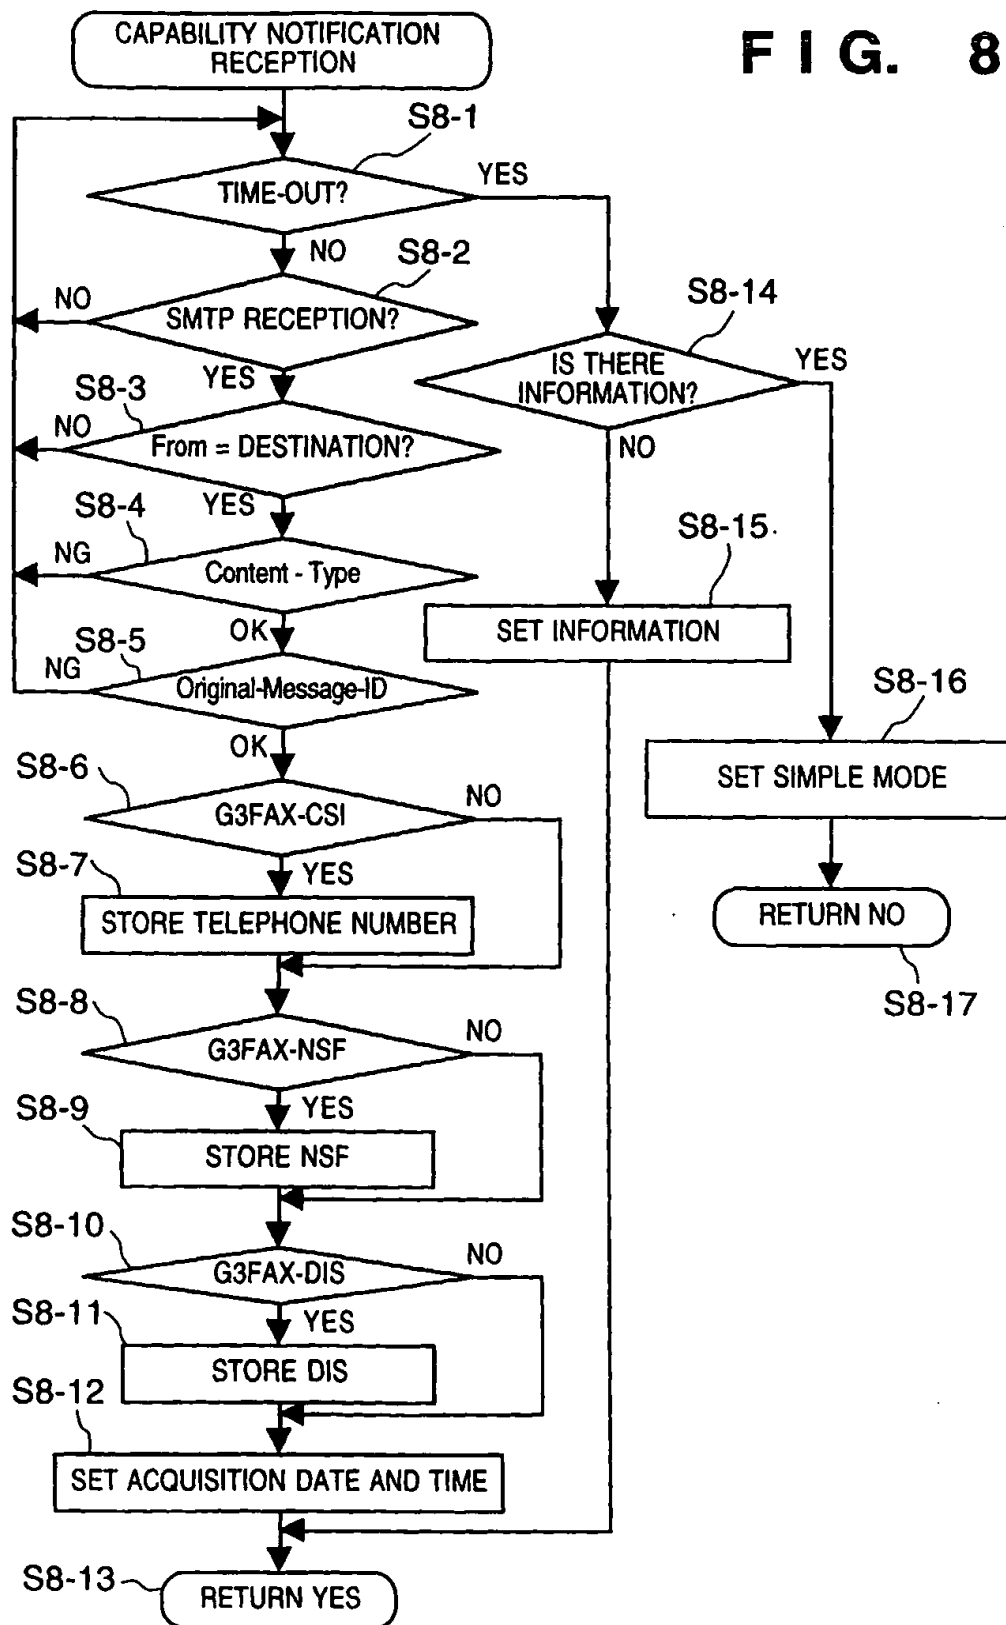 FIG. 8
CAPABILITY NOTIFICATION
RECEPTION
S8-1
TIME-OUT?
YES
NO
S8-2
SMTP RECEPTION?
NO
YES
S8-3
From = DESTINATION?
NO
YES
S8-4
Content - Type
NG
OK
S8-5
Original-Message-ID
NG
OK
S8-6
G3FAX-CSI
NO
YES
S8-7
STORE TELEPHONE NUMBER
S8-8
G3FAX-NSF
NO
YES
S8-9
STORE NSF
S8-10
G3FAX-DIS
NO
YES
S8-11
STORE DIS
S8-12
SET ACQUISITION DATE AND TIME
S8-13
RETURN YES
S8-14
IS THERE
INFORMATION?
YES
NO
S8-15
SET INFORMATION
S8-16
SET SIMPLE MODE
RETURN NO
S8-17